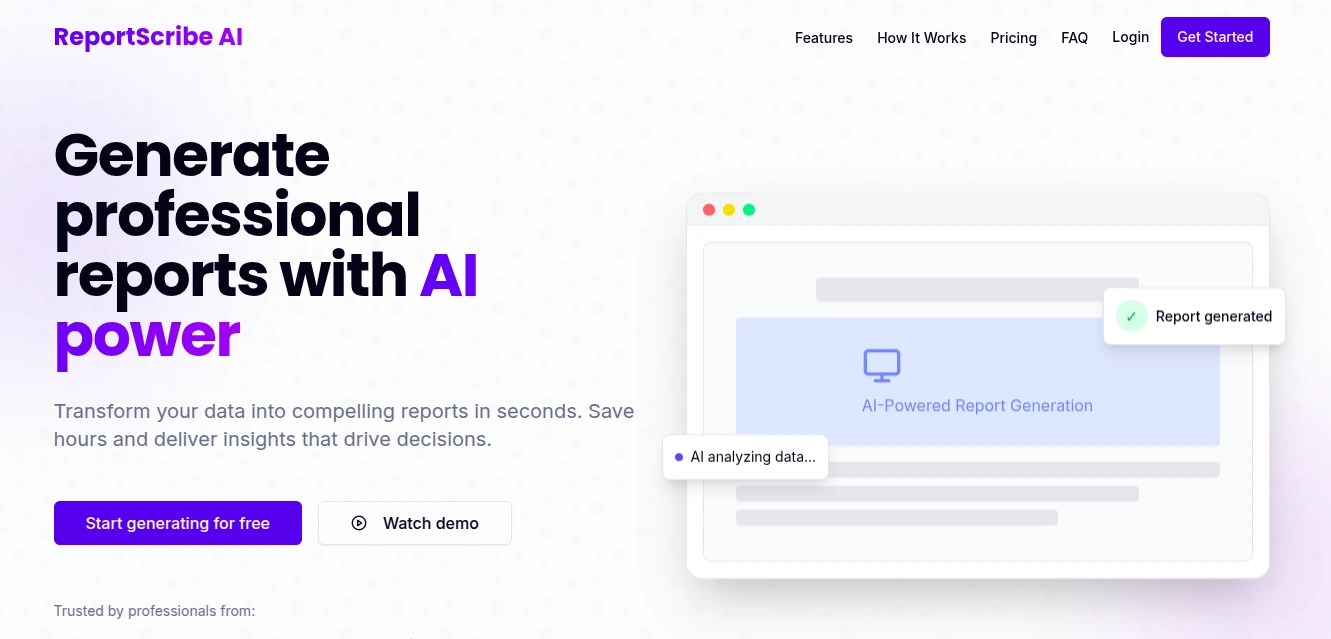 ReportScribe AI
Features
How It Works
Pricing
FAQ
Login
Get Started
Generate
professional
reports with AI
power
Transform your data into compelling reports in seconds. Save
hours and deliver insights that drive decisions.
Start generating for free
Watch demo
Trusted by professionals from:
Report generated
AI-Powered Report Generation
AI analyzing data...